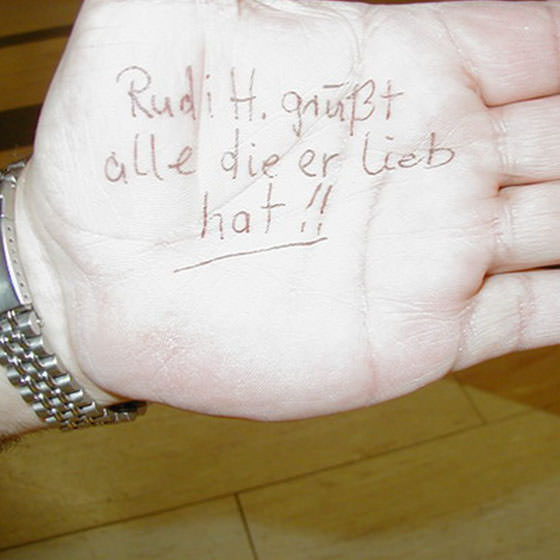 Rudi H. grüßt
alle die er lieb
hat !!